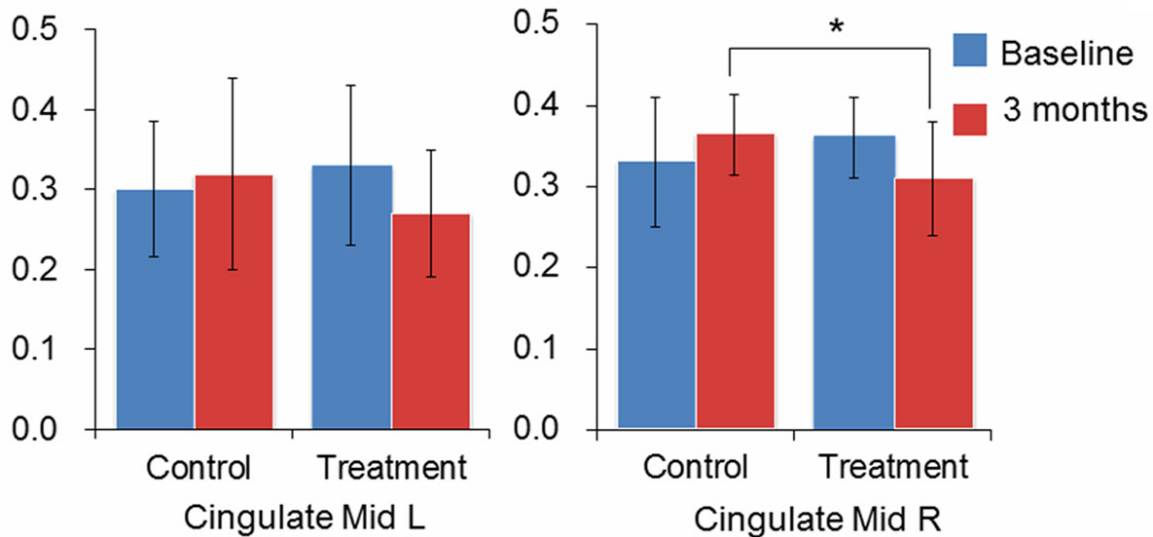 0.5
0.4
0.3
0.2
0.1
0.0
Control Treatment
Cingulate Mid L
0.5
0.4
0.3
0.2
0.1
0.0
*
Control Treatment
Cingulate Mid R
Baseline
3 months